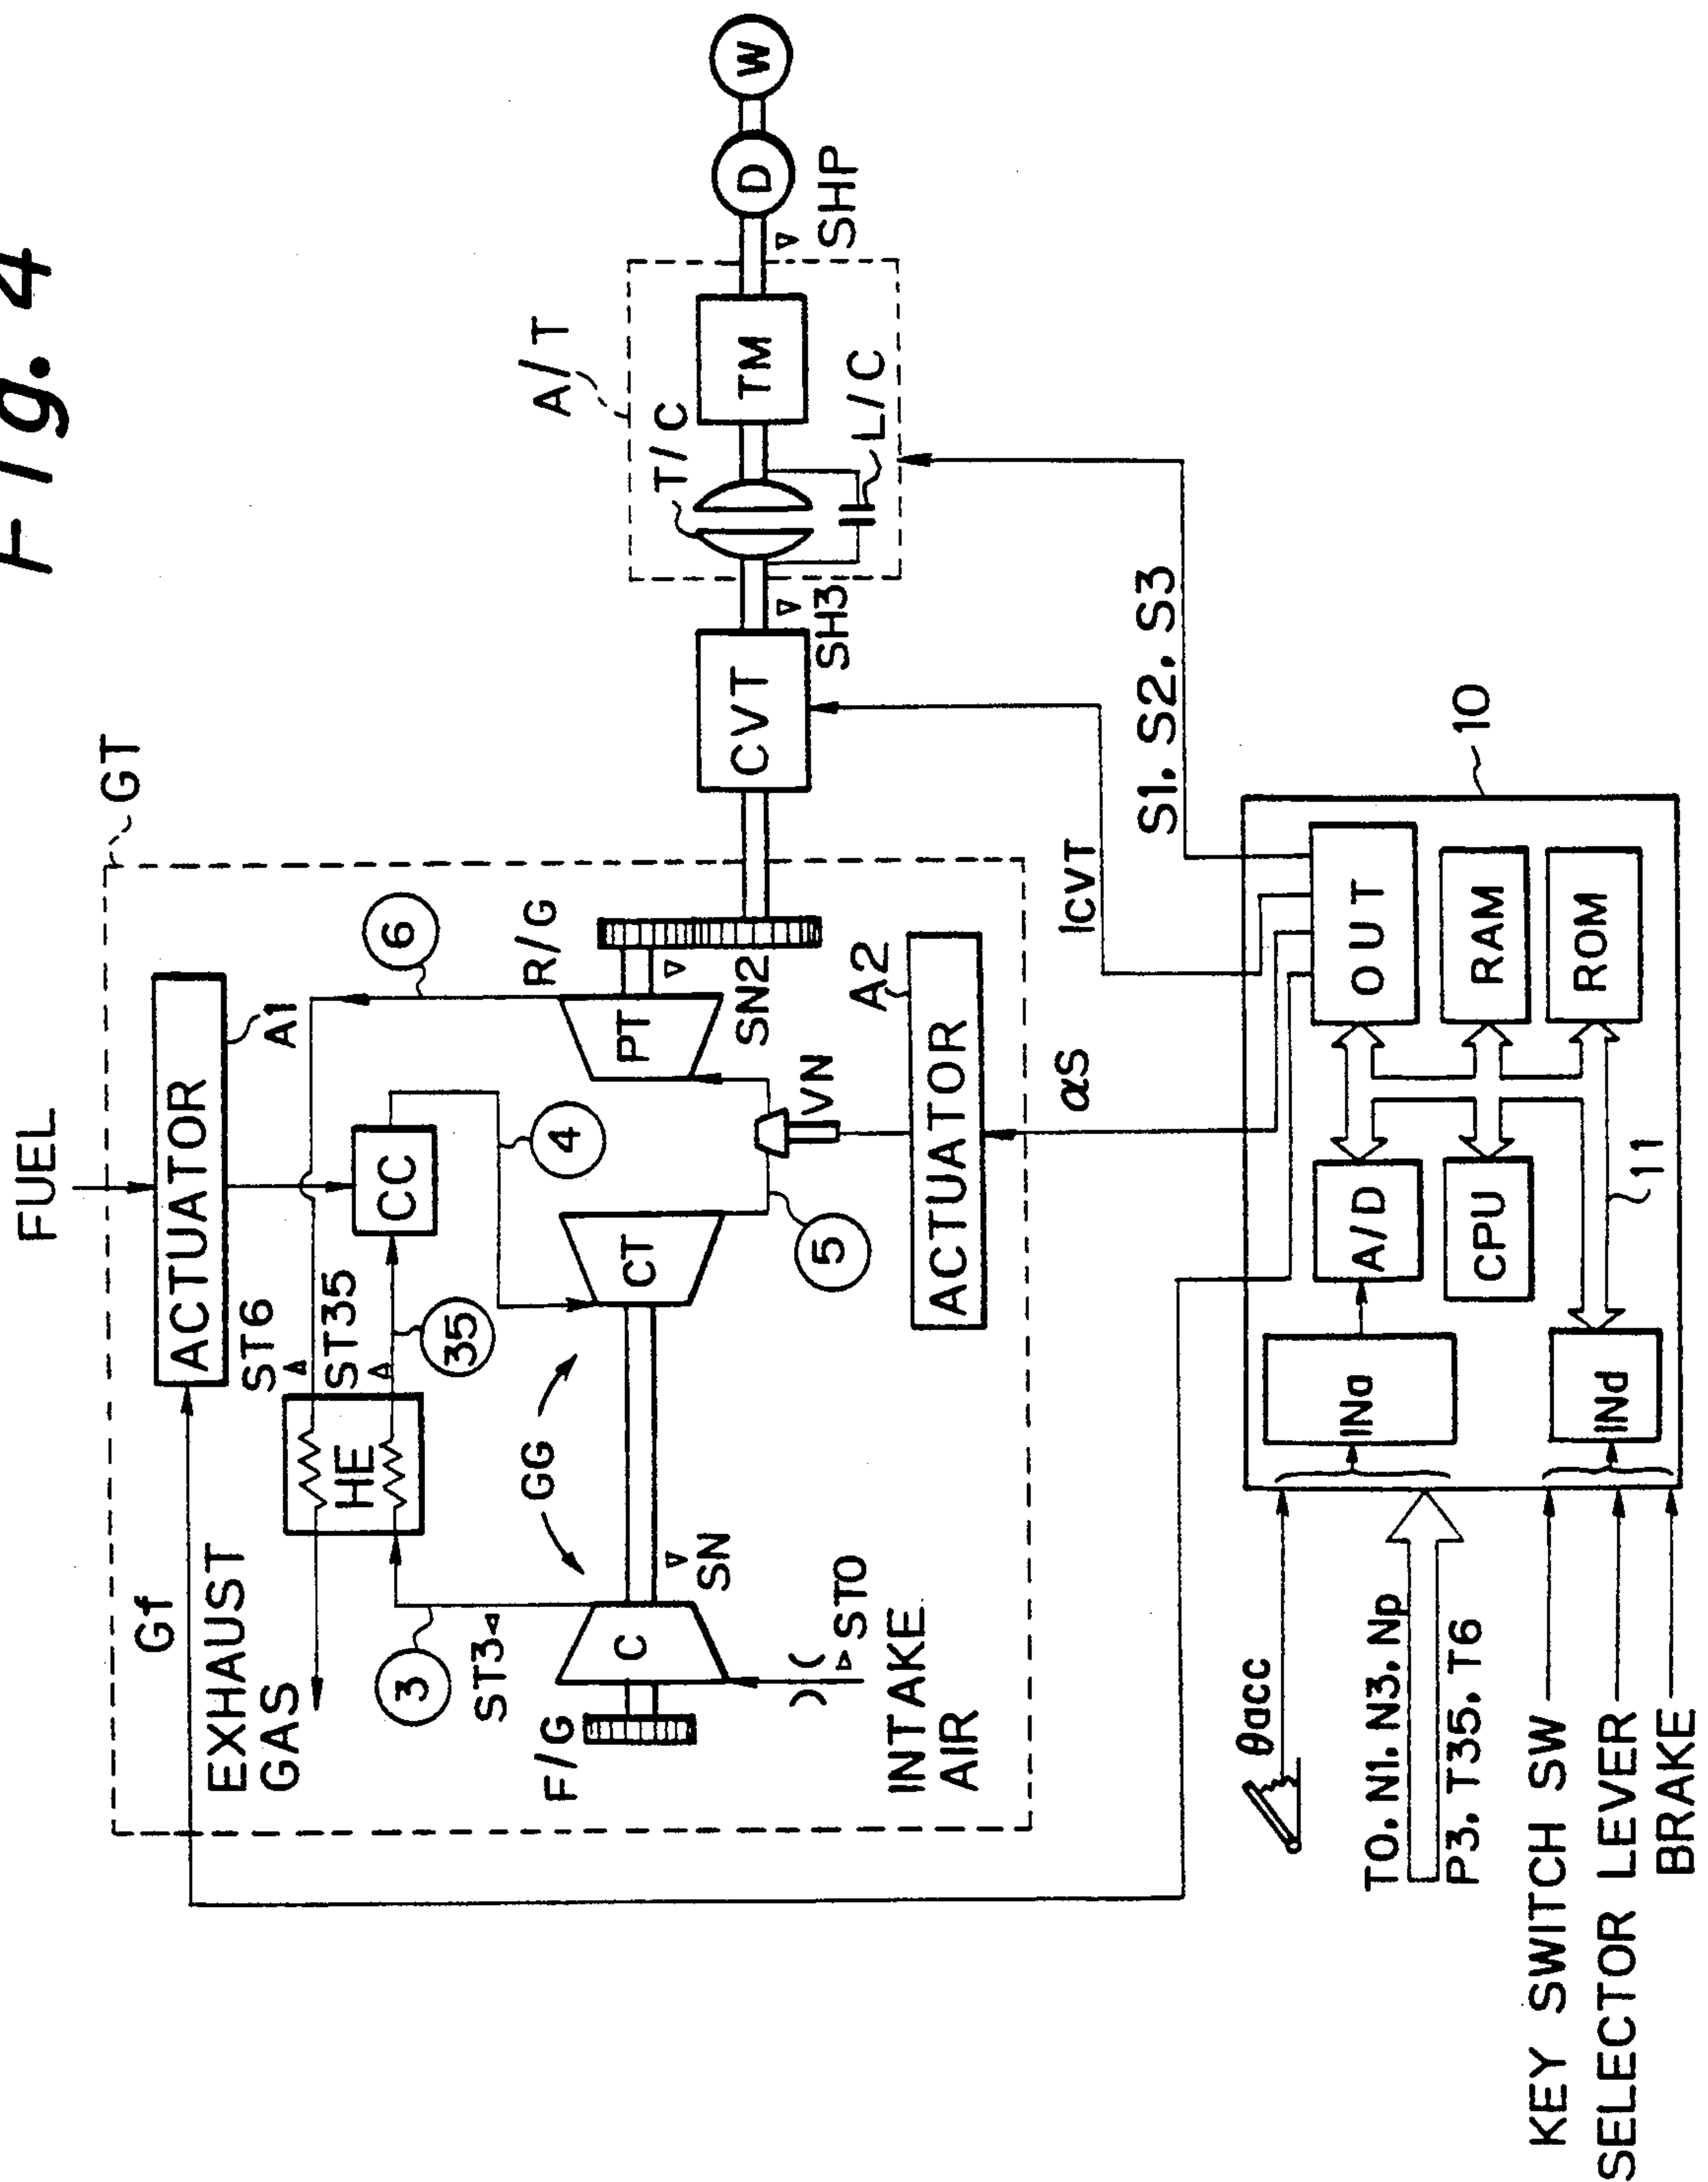 Fig. 4
FUEL
GT
Gf
ACTUATOR
A1
EXHAUST
GAS
ST6
ST35
HE
CC
35
6
3
ST3
GG
4
R/G
A/T
T/C
F/G
C
SN
CT
PT
SN2
CVT
SH3
TM
L/C
SHP
D
W
STO
INTAKE
AIR
5
VN
A2
ACTUATOR
αS
ICVT
S1. S2. S3
10
θacc
TO. N1. N3. Np
P3. T35. T6
KEY SWITCH SW
SELECTOR LEVER
BRAKE
INa
A/D
OUT
CPU
RAM
INd
ROM
11